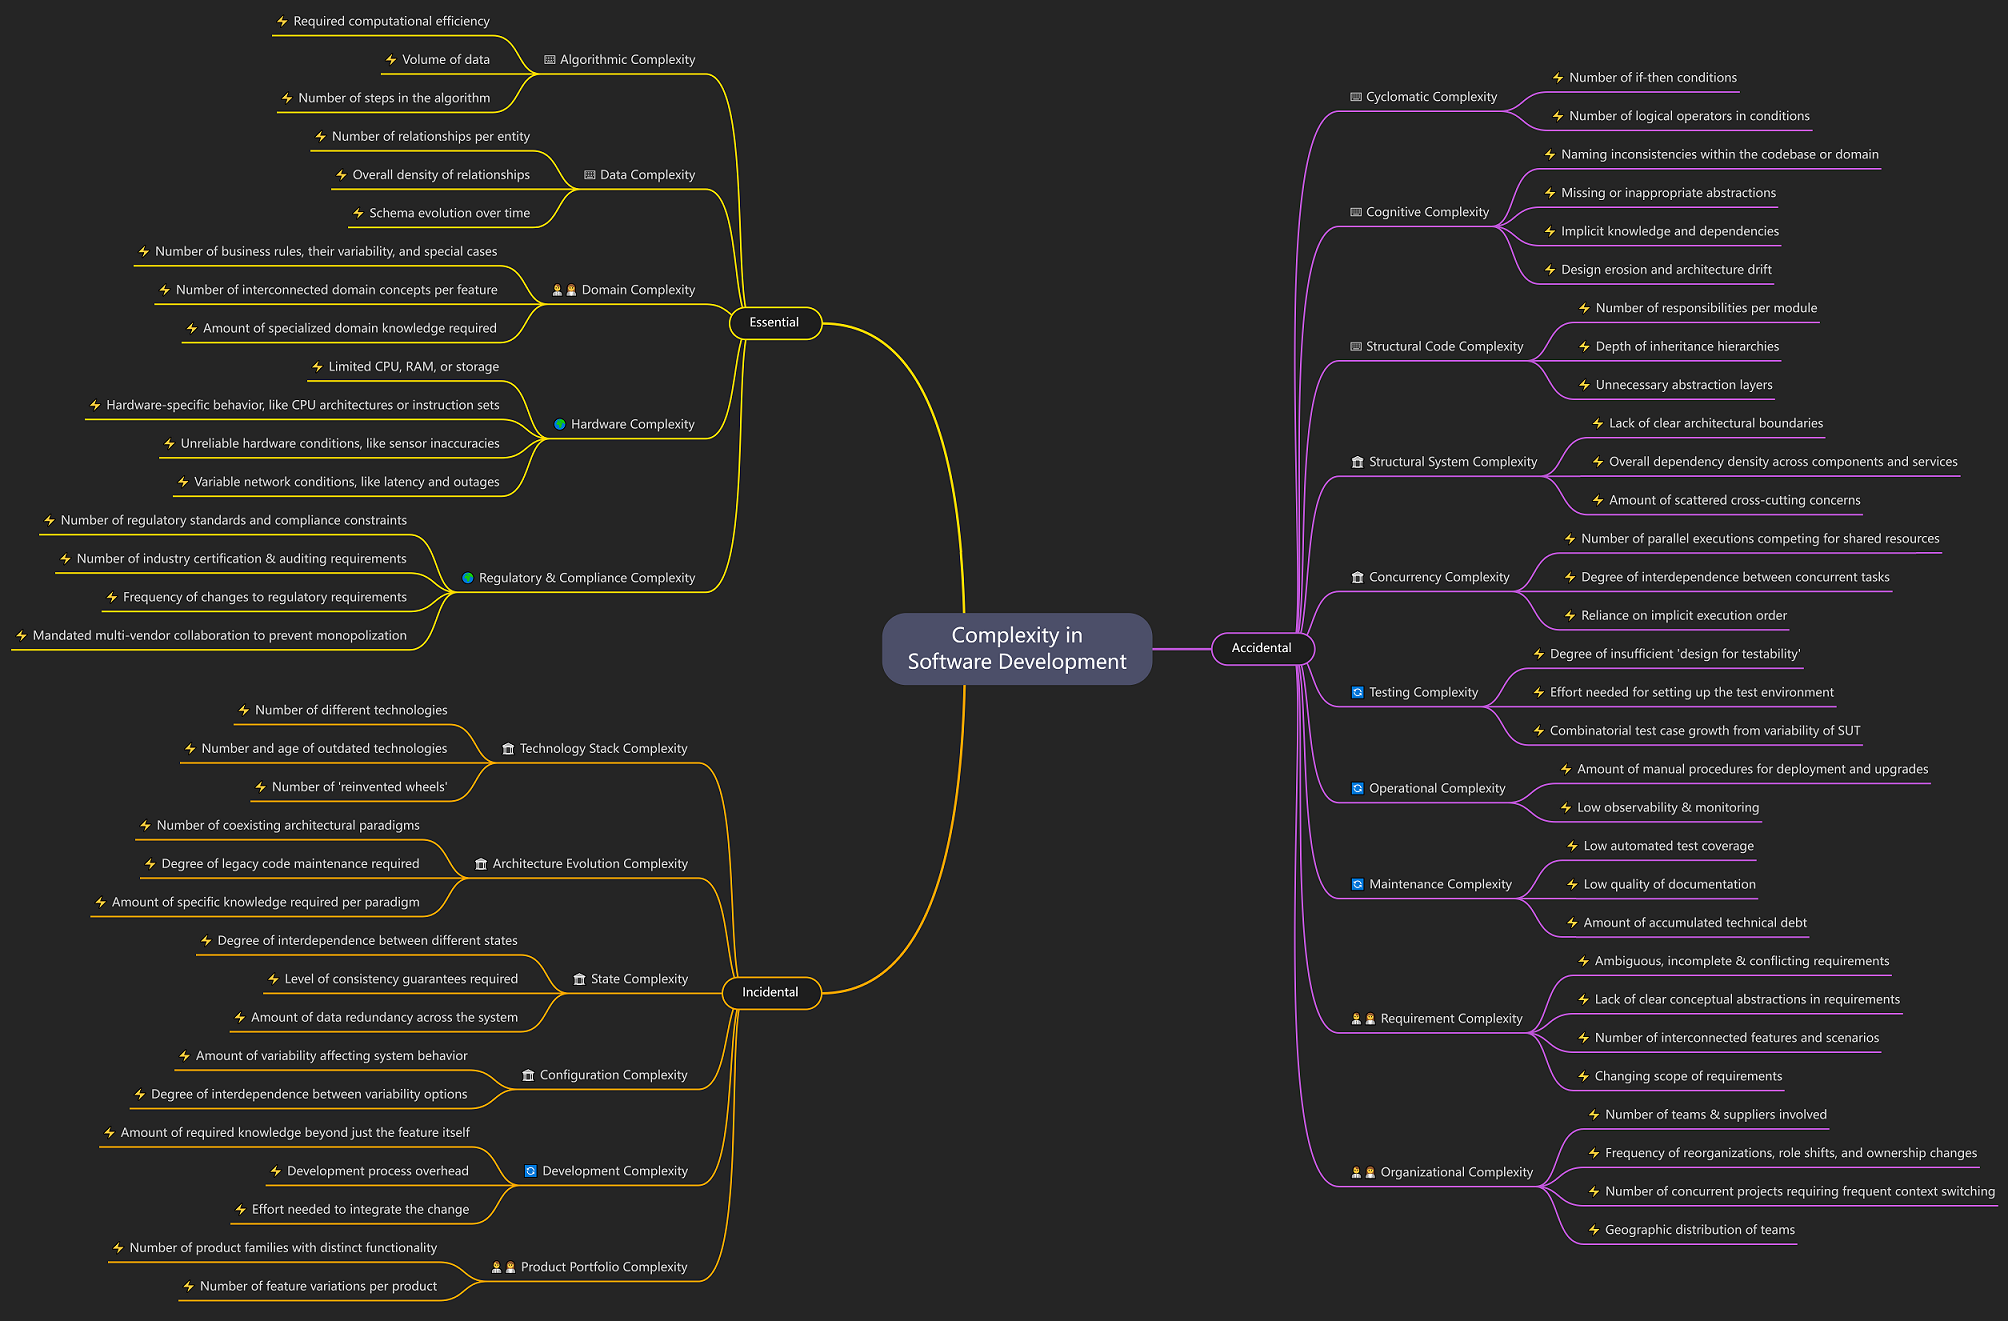 Complexity in
Software Development
Essential
Algorithmic Complexity
Required computational efficiency
Volume of data
Number of steps in the algorithm
Data Complexity
Number of relationships per entity
Overall density of relationships
Schema evolution over time
Domain Complexity
Number of business rules, their variability, and special cases
Number of interconnected domain concepts per feature
Amount of specialized domain knowledge required
Hardware Complexity
Limited CPU, RAM, or storage
Hardware-specific behavior, like CPU architectures or instruction sets
Unreliable hardware conditions, like sensor inaccuracies
Variable network conditions, like latency and outages
Regulatory & Compliance Complexity
Number of regulatory standards and compliance constraints
Number of industry certification & auditing requirements
Frequency of changes to regulatory requirements
Mandated multi-vendor collaboration to prevent monopolization
Incidental
Technology Stack Complexity
Number of different technologies
Number and age of outdated technologies
Number of 'reinvented wheels'
Architecture Evolution Complexity
Number of coexisting architectural paradigms
Degree of legacy code maintenance required
Amount of specific knowledge required per paradigm
State Complexity
Degree of interdependence between different states
Level of consistency guarantees required
Amount of data redundancy across the system
Configuration Complexity
Amount of variability affecting system behavior
Degree of interdependence between variability options
Development Complexity
Amount of required knowledge beyond just the feature itself
Development process overhead
Effort needed to integrate the change
Product Portfolio Complexity
Number of product families with distinct functionality
Number of feature variations per product
Accidental
Cyclomatic Complexity
Number of if-then conditions
Number of logical operators in conditions
Cognitive Complexity
Naming inconsistencies within the codebase or domain
Missing or inappropriate abstractions
Implicit knowledge and dependencies
Design erosion and architecture drift
Structural Code Complexity
Number of responsibilities per module
Depth of inheritance hierarchies
Unnecessary abstraction layers
Structural System Complexity
Lack of clear architectural boundaries
Overall dependency density across components and services
Amount of scattered cross-cutting concerns
Concurrency Complexity
Number of parallel executions competing for shared resources
Degree of interdependence between concurrent tasks
Reliance on implicit execution order
Testing Complexity
Degree of insufficient 'design for testability'
Effort needed for setting up the test environment
Combinatorial test case growth from variability of SUT
Operational Complexity
Amount of manual procedures for deployment and upgrades
Low observability & monitoring
Maintenance Complexity
Low automated test coverage
Low quality of documentation
Amount of accumulated technical debt
Requirement Complexity
Ambiguous, incomplete & conflicting requirements
Lack of clear conceptual abstractions in requirements
Number of interconnected features and scenarios
Changing scope of requirements
Organizational Complexity
Number of teams & suppliers involved
Frequency of reorganizations, role shifts, and ownership changes
Number of concurrent projects requiring frequent context switching
Geographic distribution of teams